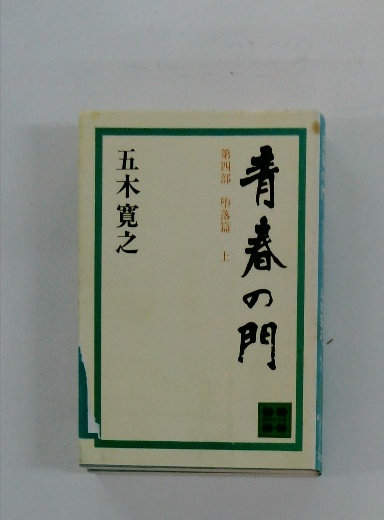 青春の門
第四部 堕落篇 上
五木寛之